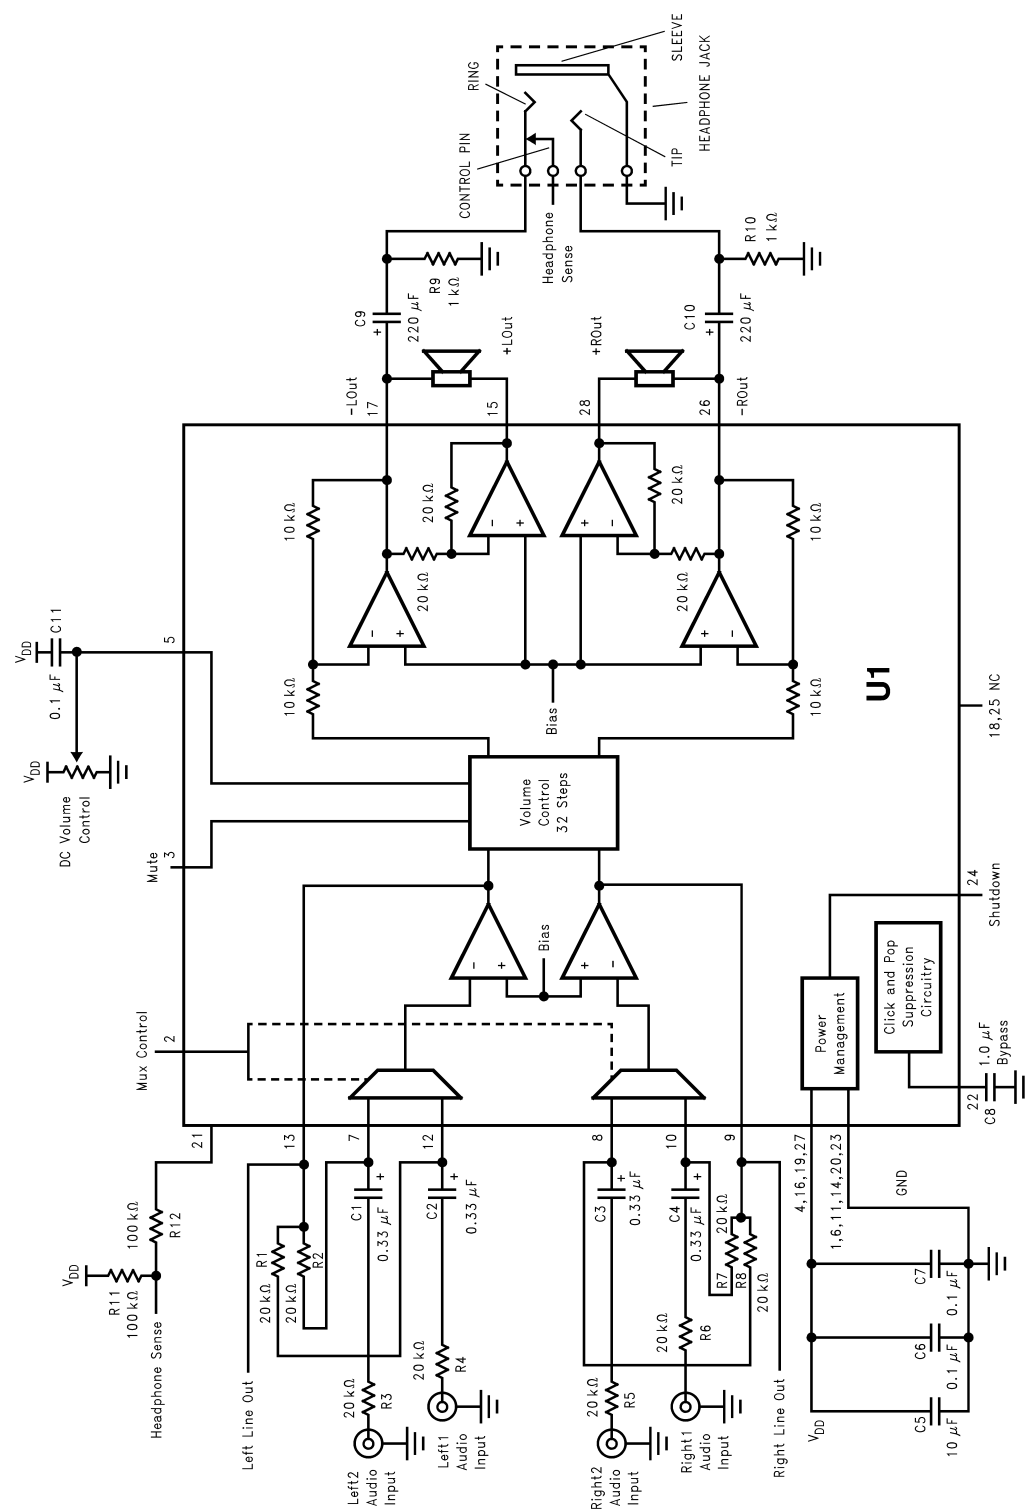 SLEEVE
HEADPHONE JACK
RING
CONTROL PIN
TIP
Headphone
Sense
R10
1 kΩ
R9
1 kΩ
C9
+
220 μF
C10
+
220 μF
+LOut
+ROut
-LOut
17
15
28
26
-ROut
10 kΩ
20 kΩ
20 kΩ
10 kΩ
-
+
+
-
20 kΩ
20 kΩ
-
+
+
-
VDD
C11
0.1 μF
5
10 kΩ
Bias
10 kΩ
U1
18,25 NC
VDD
DC Volume
Control
Mute
3
Volume
Control
32 Steps
24
Shutdown
-
+
Bias
+
-
Click and Pop
Suppression
Circuitry
Power
Management
Mux Control
2
22
C8
1.0 μF
Bypass
21
13
7
12
8
10
9
4,16,19,27
1,6,11,14,20,23
GND
VDD
R11
100 kΩ
100 kΩ
R12
Headphone Sense
R1
20 kΩ
R2
20 kΩ
C1
+
0.33 μF
C2
+
0.33 μF
C3
+
0.33 μF
C4
+
0.33 μF
20 kΩ
R7
R8
20 kΩ
C7
0.1 μF
C6
0.1 μF
C5
10 μF
VDD
Left Line Out
20 kΩ
R3
20 kΩ
R4
20 kΩ
R5
20 kΩ
R6
Right Line Out
Left2
Audio
Input
Left1
Audio
Input
Right2
Audio
Input
Right1
Audio
Input